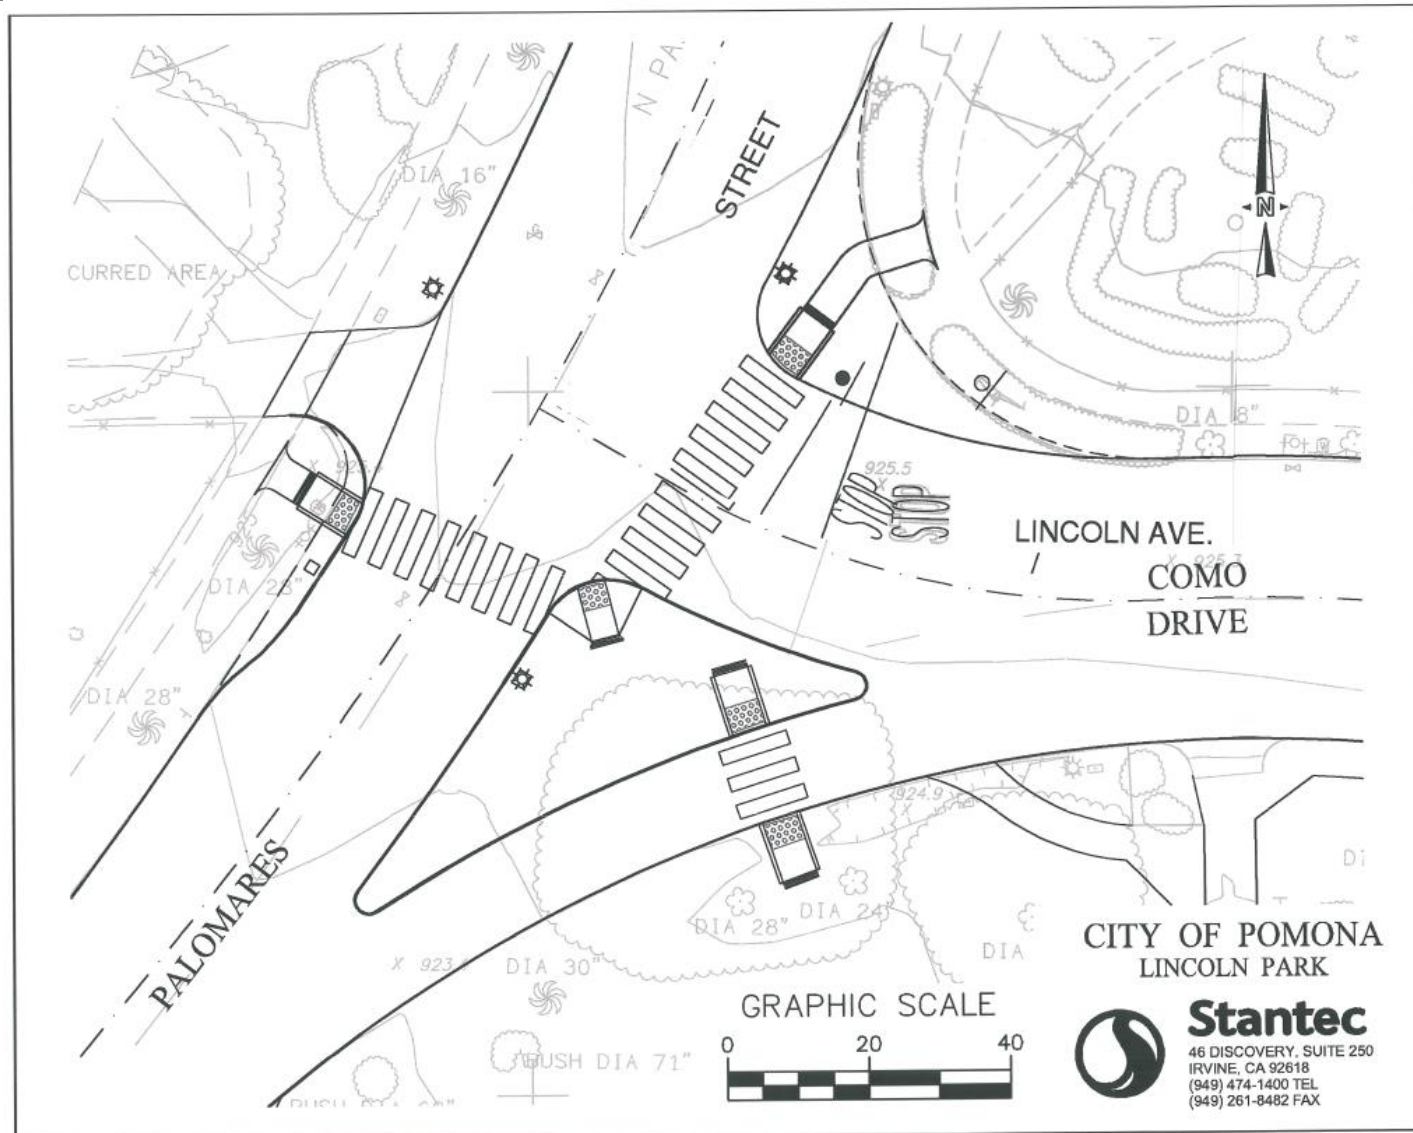 N PA
STREET
DIA 16"
N
CURRED AREA
DIA 8"
925.5
STOP
STOP
LINCOLN AVE.
925.3
COMO
DRIVE
DIA 28"
DIA 28"
924.9
PALOMARES
DIA 28"
DIA 24"
DIA
DIA 30"
CITY OF POMONA
LINCOLN PARK
GRAPHIC SCALE
0 20 40
Stantec
46 DISCOVERY, SUITE 250
IRVINE, CA 92618
(949) 474-1400 TEL
(949) 261-8482 FAX
BUSH DIA 71"